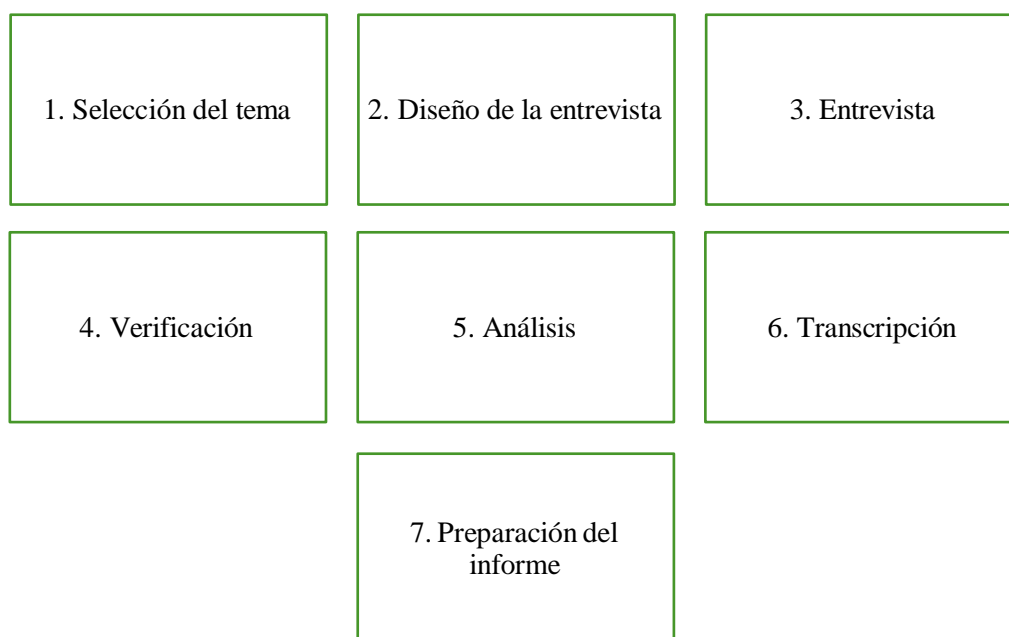 1. Selección del tema
2. Diseño de la entrevista
3. Entrevista
4. Verificación
5. Análisis
6. Transcripción
7. Preparación del
informe